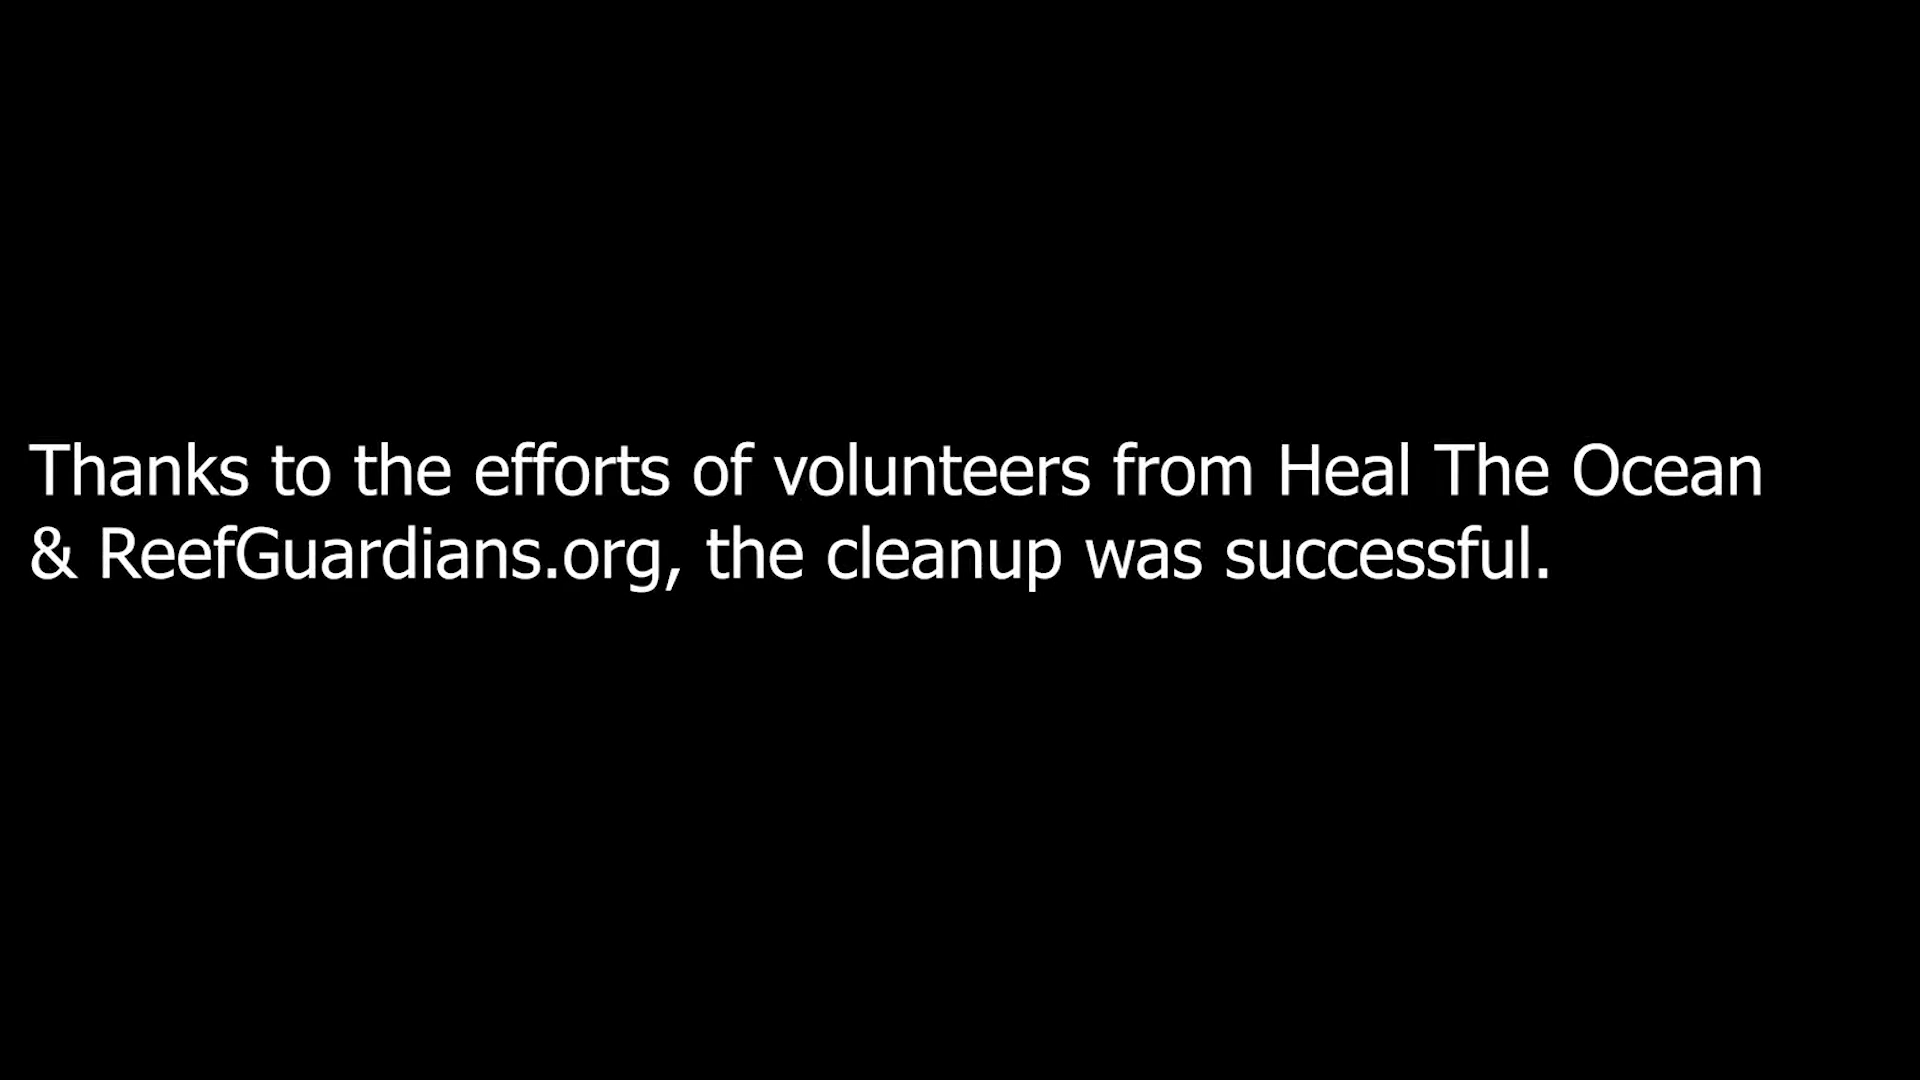 Thanks to the efforts of volunteers from Heal The Ocean
& ReefGuardians.org, the cleanup was successful.